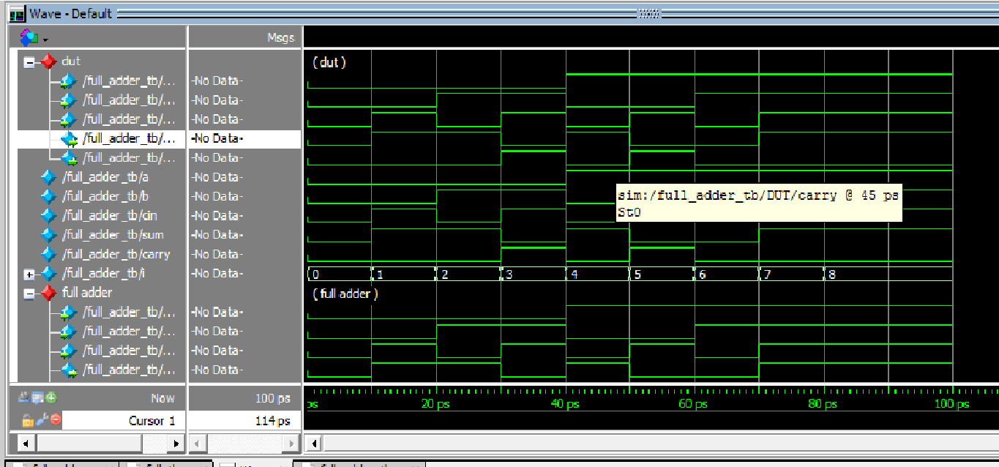 Wave - Default
Msgs
dut
(dut)
/full_adder_tb/... -No Data-
/full_adder_tb/... -No Data-
/full_adder_tb/... -No Data-
/full_adder_tb/... -No Data-
/full_adder_tb/... -No Data-
/full_adder_tb/a -No Data-
/full_adder_tb/b -No Data-
/full_adder_tb/cin -No Data-
/full_adder_tb/sum -No Data-
/full_adder_tb/carry -No Data-
/full_adder_tb/i -No Data- 0 1 2 3 4 5 6 7 8
sim:/full_adder_tb/DUT/carry @ 45 ps
St0
full adder
(full adder)
/full_adder_tb/... -No Data-
/full_adder_tb/... -No Data-
/full_adder_tb/... -No Data-
/full_adder_tb/... -No Data-
Now 100 ps
ps 20 ps 40 ps 60 ps 80 ps 100 ps
Cursor 1 114 ps